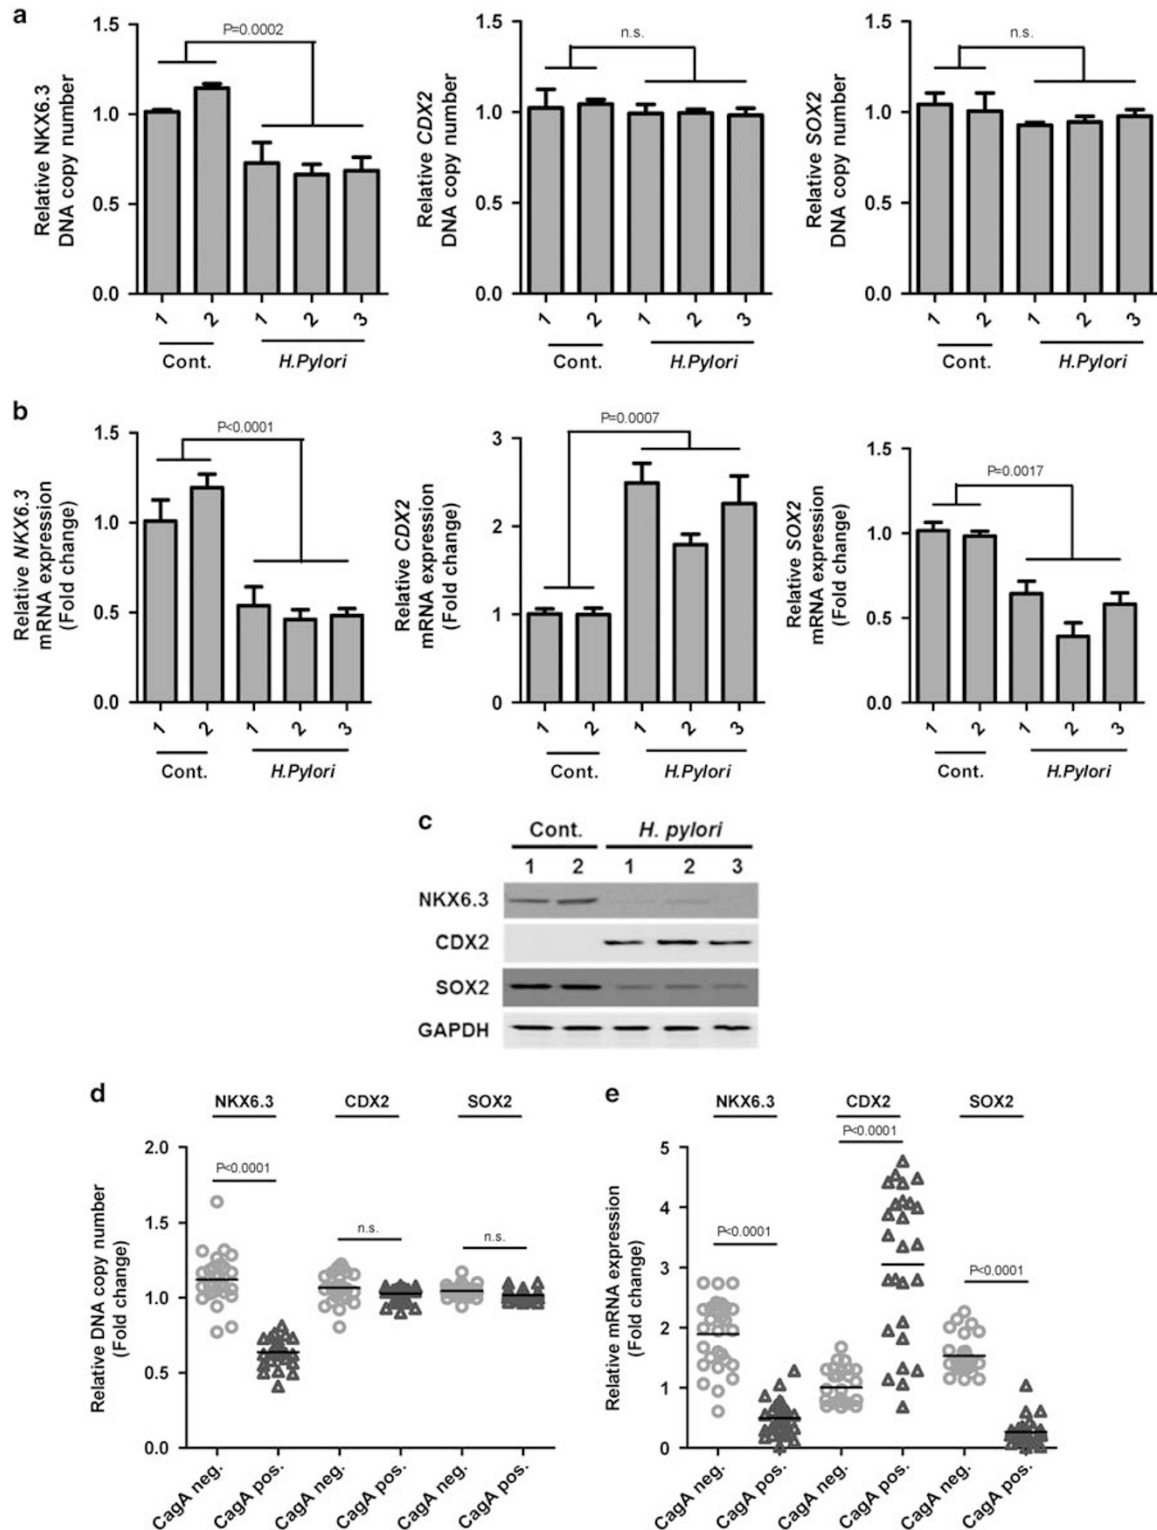 a
Relative NKX6.3
DNA copy number
1.5
1.0
0.5
0.0
P=0.0002
1 2 1 2 3
Cont. H.Pylori
Relative CDX2
DNA copy number
1.5
1.0
0.5
0.0
n.s.
1 2 1 2 3
Cont. H.Pylori
Relative SOX2
DNA copy number
1.5
1.0
0.5
0.0
n.s.
1 2 1 2 3
Cont. H.Pylori
b
Relative NKX6.3
mRNA expression
(Fold change)
1.5
1.0
0.5
0.0
P<0.0001
1 2 1 2 3
Cont. H.Pylori
Relative CDX2
mRNA expression
(Fold change)
3
2
1
0
P=0.0007
1 2 1 2 3
Cont. H.Pylori
Relative SOX2
mRNA expression
(Fold change)
1.5
1.0
0.5
0.0
P=0.0017
1 2 1 2 3
Cont. H.Pylori
c
Cont. H. pylori
1 2 1 2 3
NKX6.3
CDX2
SOX2
GAPDH
d
NKX6.3 CDX2 SOX2
Relative DNA copy number
(Fold change)
2.0
1.5
1.0
0.5
0.0
P<0.0001
n.s.
n.s.
CagA neg. CagA pos. CagA neg. CagA pos. CagA neg. CagA pos.
e
NKX6.3 CDX2 SOX2
Relative mRNA expression
(Fold change)
5
4
3
2
1
0
P<0.0001
P<0.0001
P<0.0001
CagA neg. CagA pos. CagA neg. CagA pos. CagA neg. CagA pos.